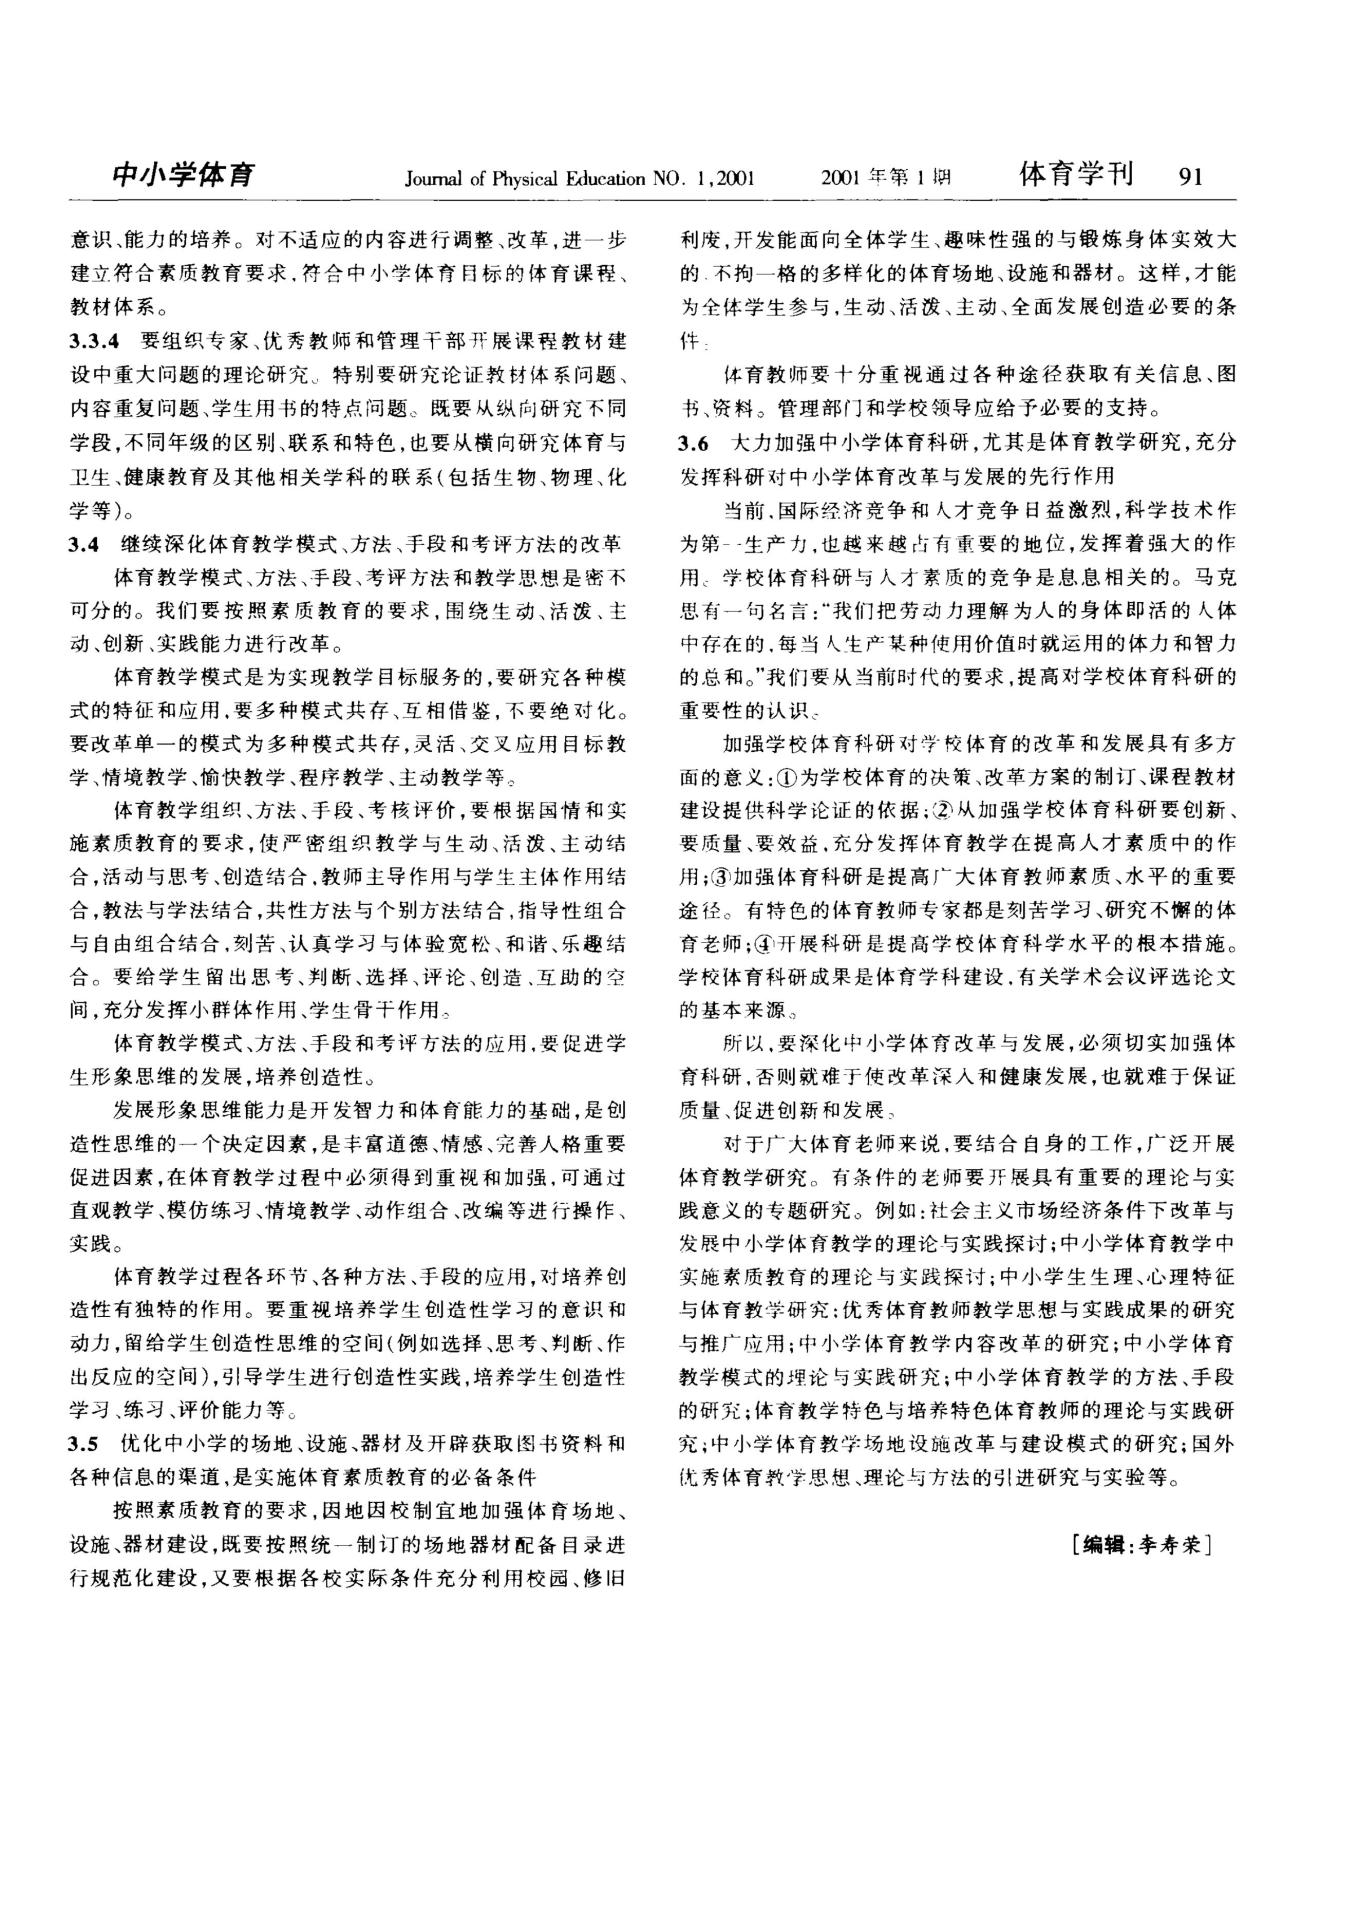 中小学体育 Journal of Physical Education NO. 1,2001 2001 年第 1 期 体育学刊 91
意识、能力的培养。对不适应的内容进行调整、改革,进一步
建立符合素质教育要求,符合中小学体育目标的体育课程、
教材体系。
3.3.4 要组织专家、优秀教师和管理干部开展课程教材建
设中重大问题的理论研究。特别要研究论证教材体系问题、
内容重复问题、学生用书的特点问题。既要从纵向研究不同
学段,不同年级的区别、联系和特色,也要从横向研究体育与
卫生、健康教育及其他相关学科的联系(包括生物、物理、化
学等)。
3.4 继续深化体育教学模式、方法、手段和考评方法的改革
体育教学模式、方法、手段、考评方法和教学思想是密不
可分的。我们要按照素质教育的要求,围绕生动、活泼、主
动、创新、实践能力进行改革。
体育教学模式是为实现教学目标服务的,要研究各种模
式的特征和应用,要多种模式共存、互相借鉴,不要绝对化。
要改革单一的模式为多种模式共存,灵活、交叉应用目标教
学、情境教学、愉快教学、程序教学、主动教学等。
体育教学组织、方法、手段、考核评价,要根据国情和实
施素质教育的要求,使严密组织教学与生动、活泼、主动结
合,活动与思考、创造结合,教师主导作用与学生主体作用结
合,教法与学法结合,共性方法与个别方法结合,指导性组合
与自由组合结合,刻苦、认真学习与体验宽松、和谐、乐趣结
合。要给学生留出思考、判断、选择、评论、创造、互助的空
间,充分发挥小群体作用、学生骨干作用。
体育教学模式、方法、手段和考评方法的应用,要促进学
生形象思维的发展,培养创造性。
发展形象思维能力是开发智力和体育能力的基础,是创
造性思维的一个决定因素,是丰富道德、情感、完善人格重要
促进因素,在体育教学过程中必须得到重视和加强,可通过
直观教学、模仿练习、情境教学、动作组合、改编等进行操作、
实践。
体育教学过程各环节、各种方法、手段的应用,对培养创
造性有独特的作用。要重视培养学生创造性学习的意识和
动力,留给学生创造性思维的空间(例如选择、思考、判断、作
出反应的空间),引导学生进行创造性实践,培养学生创造性
学习、练习、评价能力等。
3.5 优化中小学的场地、设施、器材及开辟获取图书资料和
各种信息的渠道,是实施体育素质教育的必备条件
按照素质教育的要求,因地因校制宜地加强体育场地、
设施、器材建设,既要按照统一制订的场地器材配备目录进
行规范化建设,又要根据各校实际条件充分利用校园、修旧
利废,开发能面向全体学生、趣味性强的与锻炼身体实效大
的、不拘一格的多样化的体育场地、设施和器材。这样,才能
为全体学生参与,生动、活泼、主动、全面发展创造必要的条
件。
体育教师要十分重视通过各种途径获取有关信息、图
书、资料。管理部门和学校领导应给予必要的支持。
3.6 大力加强中小学体育科研,尤其是体育教学研究,充分
发挥科研对中小学体育改革与发展的先行作用
当前,国际经济竞争和人才竞争日益激烈,科学技术作
为第一生产力,也越来越占有重要的地位,发挥着强大的作
用。学校体育科研与人才素质的竞争是息息相关的。马克
思有一句名言:“我们把劳动力理解为人的身体即活的人体
中存在的,每当人生产某种使用价值时就运用的体力和智力
的总和。”我们要从当前时代的要求,提高对学校体育科研的
重要性的认识。
加强学校体育科研对学校体育的改革和发展具有多方
面的意义:①为学校体育的决策、改革方案的制订、课程教材
建设提供科学论证的依据;②从加强学校体育科研要创新、
要质量、要效益,充分发挥体育教学在提高人才素质中的作
用;③加强体育科研是提高广大体育教师素质、水平的重要
途径。有特色的体育教师专家都是刻苦学习、研究不懈的体
育老师;④开展科研是提高学校体育科学水平的根本措施。
学校体育科研成果是体育学科建设,有关学术会议评选论文
的基本来源。
所以,要深化中小学体育改革与发展,必须切实加强体
育科研,否则就难于使改革深入和健康发展,也就难于保证
质量、促进创新和发展。
对于广大体育老师来说,要结合自身的工作,广泛开展
体育教学研究。有条件的老师要开展具有重要的理论与实
践意义的专题研究。例如:社会主义市场经济条件下改革与
发展中小学体育教学的理论与实践探讨;中小学体育教学中
实施素质教育的理论与实践探讨;中小学生生理、心理特征
与体育教学研究;优秀体育教师教学思想与实践成果的研究
与推广应用;中小学体育教学内容改革的研究;中小学体育
教学模式的理论与实践研究;中小学体育教学的方法、手段
的研究;体育教学特色与培养特色体育教师的理论与实践研
究;中小学体育教学场地设施改革与建设模式的研究;国外
优秀体育教学思想、理论与方法的引进研究与实验等。
[编辑:李寿荣]